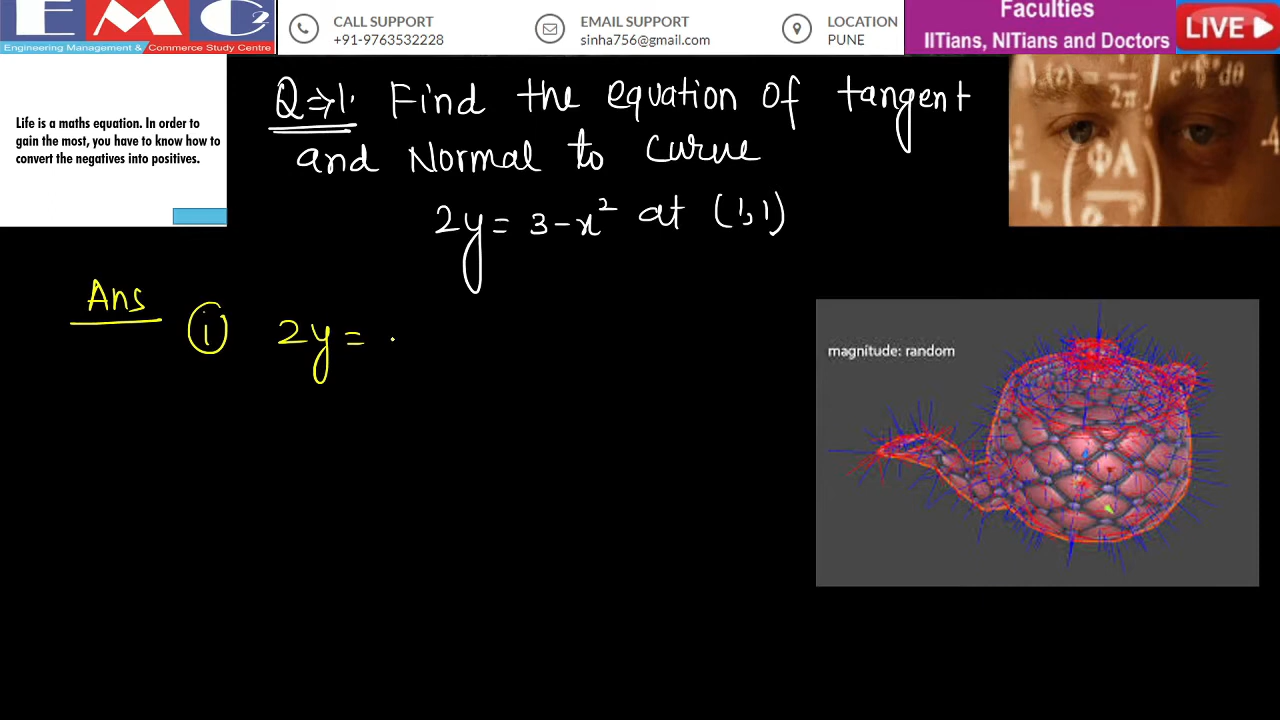 EMC
Engineering Management & Commerce Study Centre
CALL SUPPORT
+91-9763532228
EMAIL SUPPORT
sinha756@gmail.com
LOCATION
PUNE
Faculties
IITians, NITians and Doctors
LIVE
Life is a maths equation. In order to
gain the most, you have to know how to
convert the negatives into positives.
Q⇒1. Find the equation of tangent
and Normal to curve
2y = 3 - x² at (1,1)
Ans
① 2y =
magnitude: random